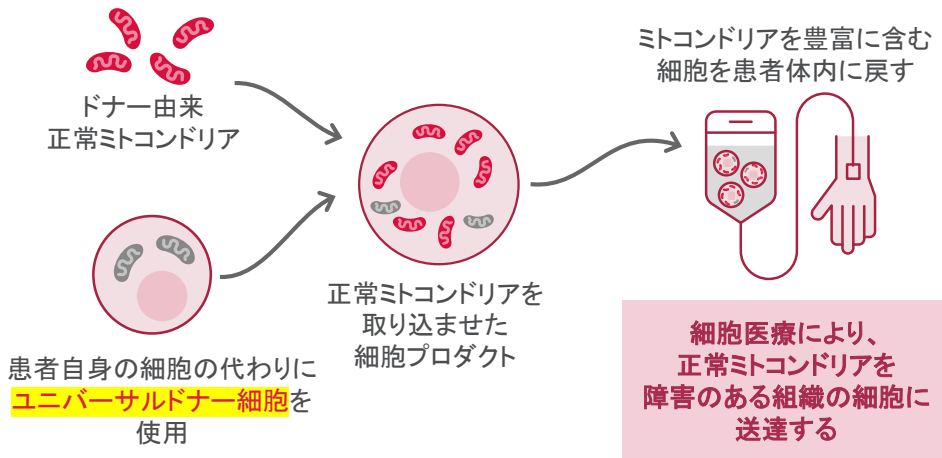 ドナー由来
正常ミトコンドリア
患者自身の細胞の代わりに
ユニバーサルドナー細胞を
使用
正常ミトコンドリアを
取り込ませた
細胞プロダクト
ミトコンドリアを豊富に含む
細胞を患者体内に戻す
細胞医療により、
正常ミトコンドリアを
障害のある組織の細胞に
送達する